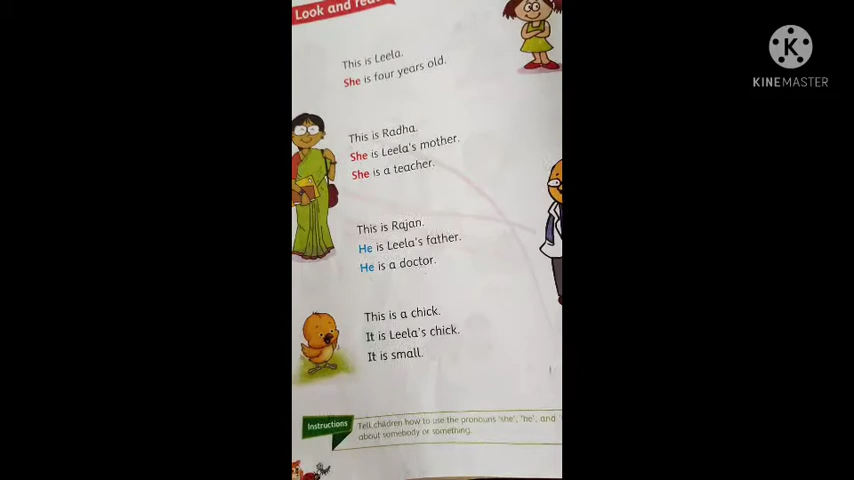 Look and
This is Leela.
She is four years old.
This is Radha.
She is Leela's mother.
She is a teacher.
This is Rajan.
He is Leela's father.
He is a doctor.
This is a chick.
It is Leela's chick.
It is small.
Instructions
Tell children how to use the pronouns 'she', 'he', and
about somebody or something.
KINEMASTER